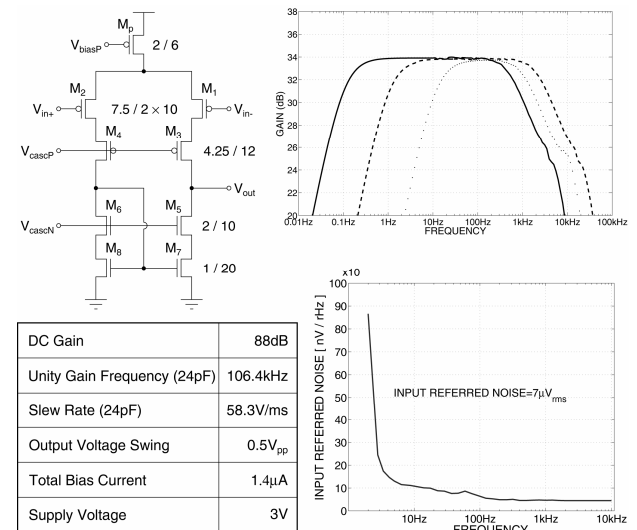 M_p
V_biasP
2 / 6
M_2
M_1
V_in+
7.5 / 2 × 10
V_in-
M_4
M_3
V_cascP
4.25 / 12
V_out
M_6
M_5
V_cascN
2 / 10
M_8
M_7
1 / 20
38
36
34
32
30
28
26
24
22
20
GAIN (dB)
0.01Hz 0.1Hz 1Hz 10Hz 100Hz 1kHz 10kHz 100kHz
FREQUENCY
DC Gain 88dB
Unity Gain Frequency (24pF) 106.4kHz
Slew Rate (24pF) 58.3V/ms
Output Voltage Swing 0.5V_pp
Total Bias Current 1.4μA
Supply Voltage 3V
x10
100
90
80
70
60
50
40
30
20
10
0
INPUT REFERRED NOISE [ nV / rHz ]
INPUT REFERRED NOISE=7μV_rms
10Hz 100Hz 1kHz 10kHz
FREQUENCY